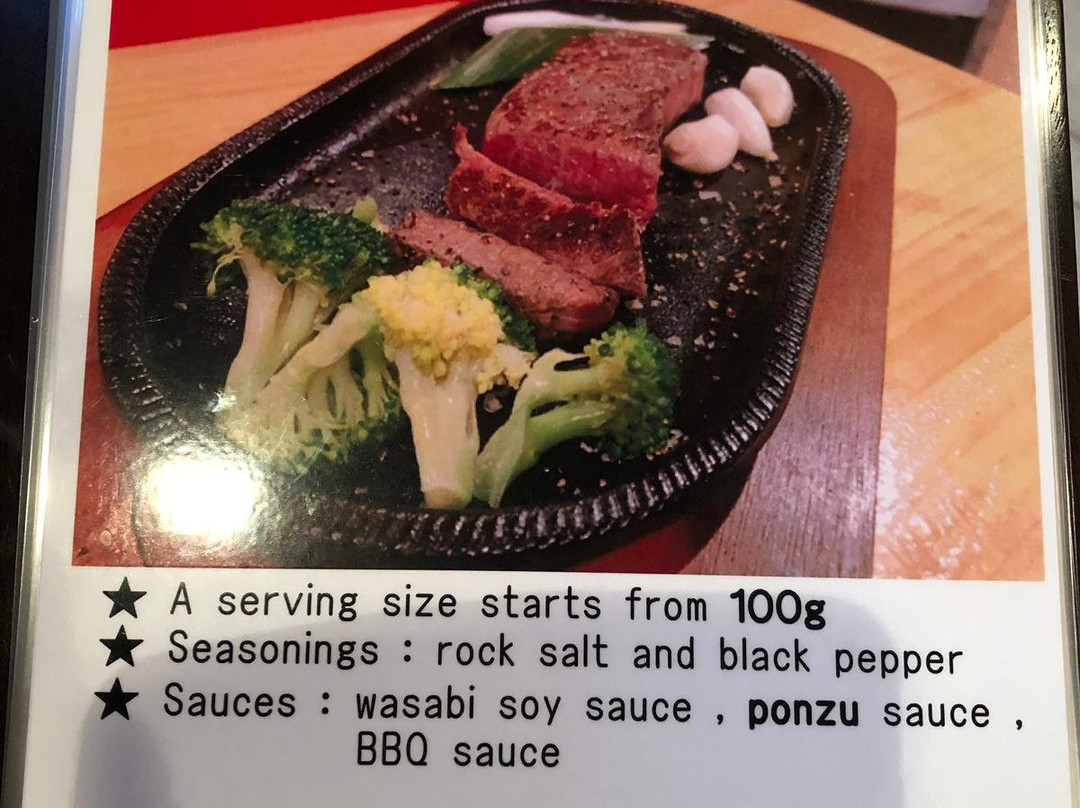 ★ A serving size starts from 100g
★ Seasonings : rock salt and black pepper
★ Sauces : wasabi soy sauce , ponzu sauce ,
BBQ sauce